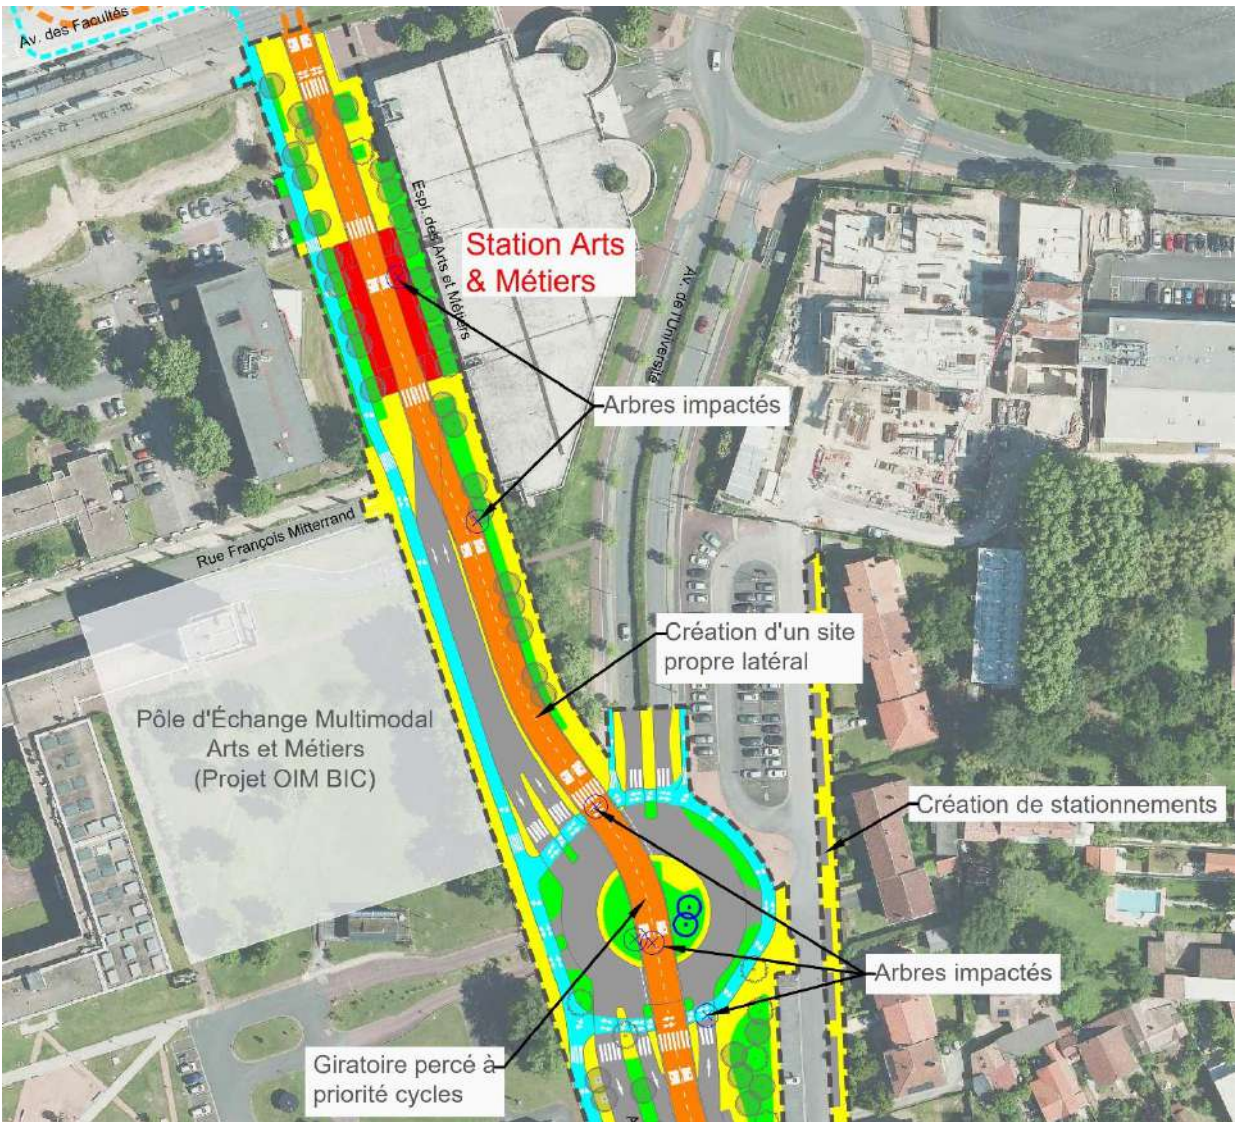 Av. des Facultés
Station Arts
& Métiers
Espl. des Arts et Métiers
Av. de l'Université
Arbres impactés
Rue François Mitterrand
Création d'un site
propre latéral
Pôle d'Échange Multimodal
Arts et Métiers
(Projet OIM BIC)
Création de stationnements
Arbres impactés
Giratoire percé à
priorité cycles
A